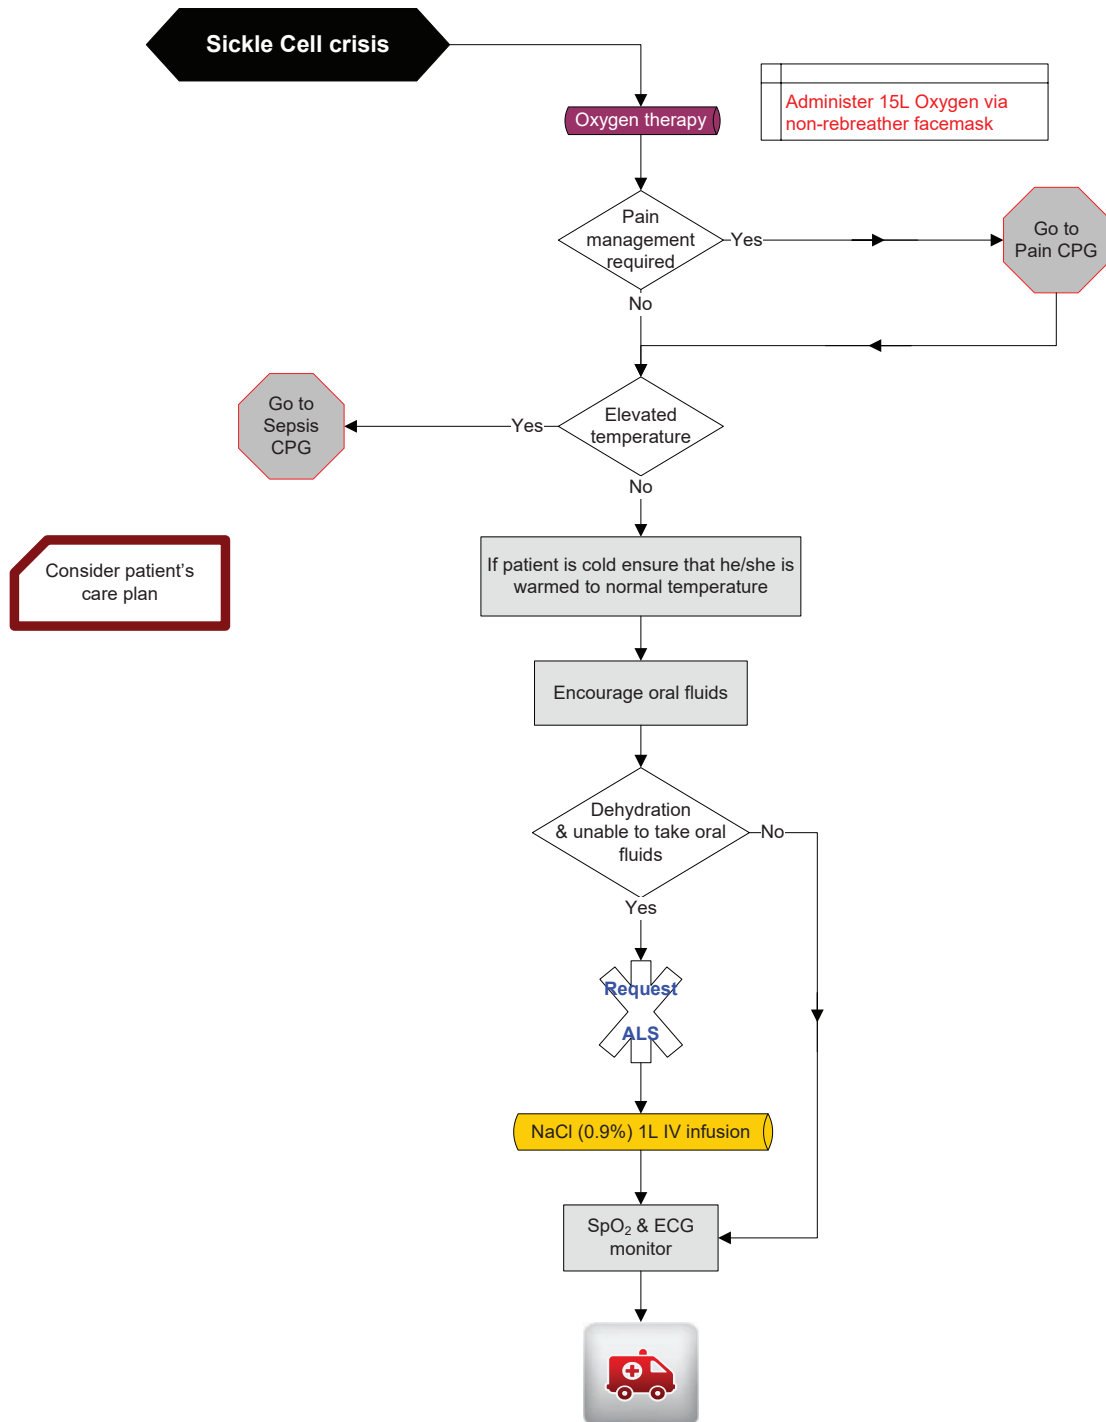 Sickle Cell crisis
Oxygen therapy
Administer 15L Oxygen via
non-rebreather facemask
Pain
management
required
Yes
Go to
Pain CPG
No
Elevated
temperature
Yes
Go to
Sepsis
CPG
No
If patient is cold ensure that he/she is
warmed to normal temperature
Consider patient’s
care plan
Encourage oral fluids
Dehydration
& unable to take oral
fluids
No
Yes
Request
ALS
NaCl (0.9%) 1L IV infusion
SpO₂ & ECG
monitor